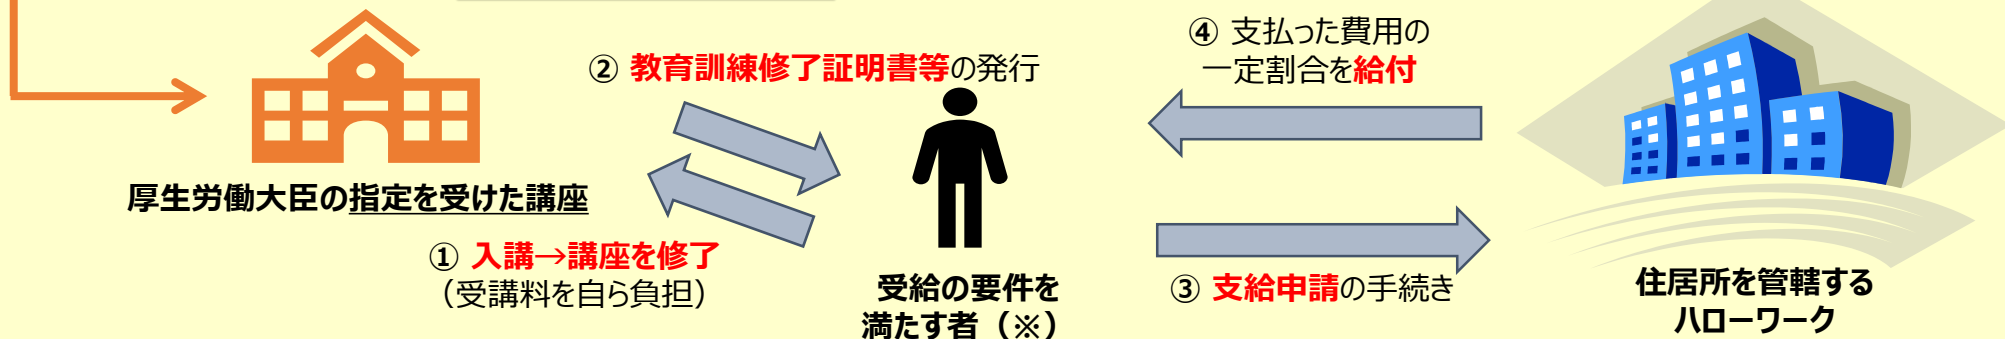 ② 教育訓練修了証明書等の発行
④ 支払った費用の
一定割合を給付
厚生労働大臣の指定を受けた講座
① 入講→講座を修了
（受講料を自ら負担）
受給の要件を
満たす者（※）
③ 支給申請の手続き
住居所を管轄する
ハローワーク